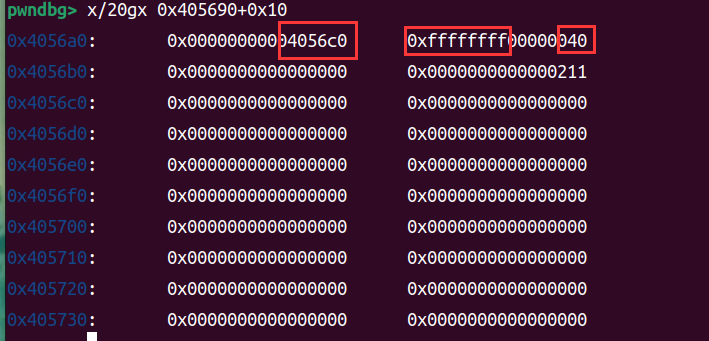 pwndbg> x/20gx 0x405690+0x10
0x4056a0: 0x00000000004056c0 0xffffffff00000040
0x4056b0: 0x0000000000000000 0x0000000000000211
0x4056c0: 0x0000000000000000 0x0000000000000000
0x4056d0: 0x0000000000000000 0x0000000000000000
0x4056e0: 0x0000000000000000 0x0000000000000000
0x4056f0: 0x0000000000000000 0x0000000000000000
0x405700: 0x0000000000000000 0x0000000000000000
0x405710: 0x0000000000000000 0x0000000000000000
0x405720: 0x0000000000000000 0x0000000000000000
0x405730: 0x0000000000000000 0x0000000000000000